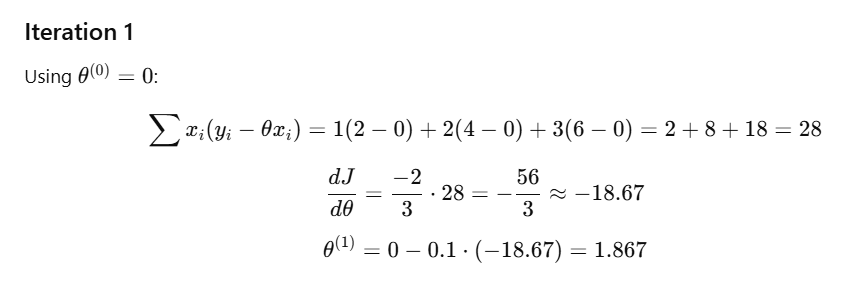 Iteration 1
Using θ^(0) = 0:
∑ x_i(y_i − θx_i) = 1(2 − 0) + 2(4 − 0) + 3(6 − 0) = 2 + 8 + 18 = 28
dJ/dθ = −2/3 · 28 = −56/3 ≈ −18.67
θ^(1) = 0 − 0.1 · (−18.67) = 1.867